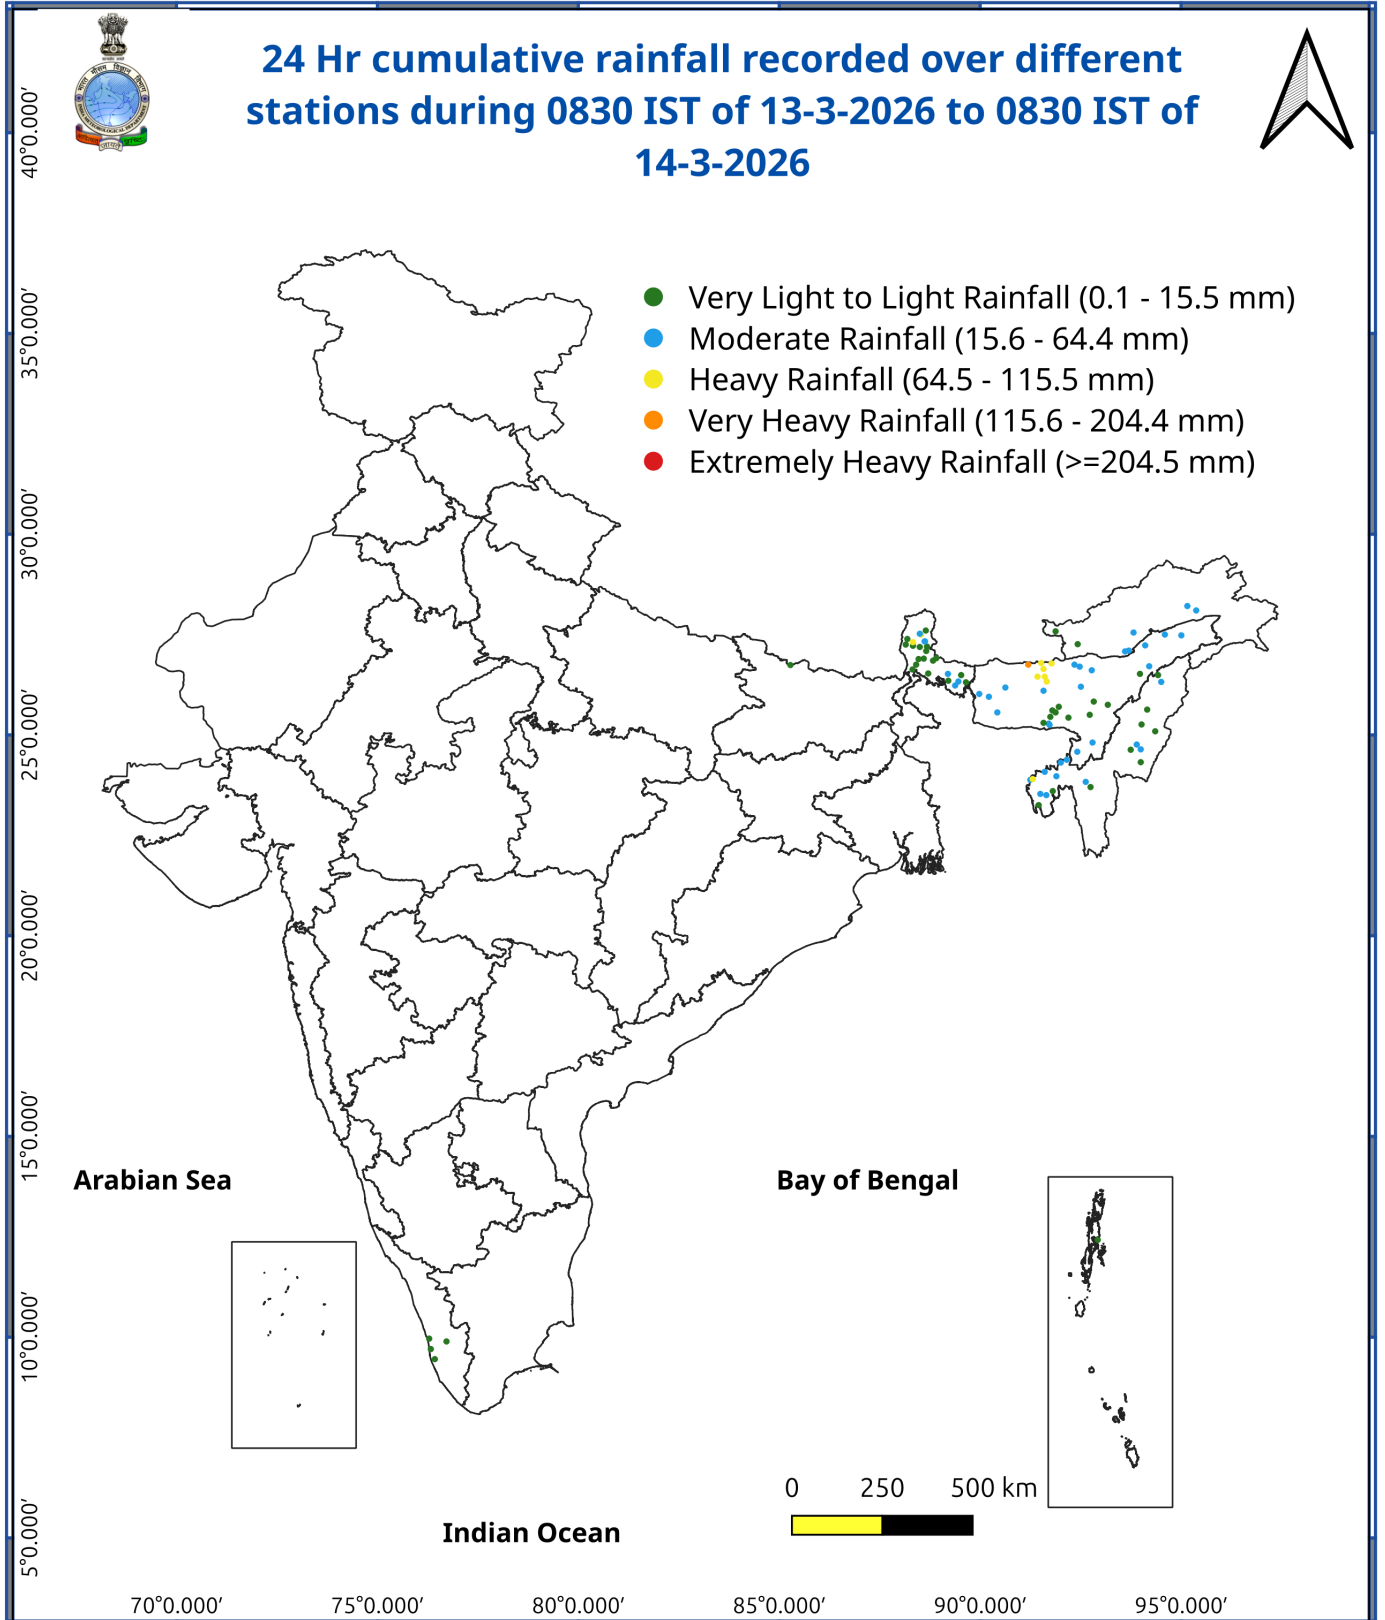 24 Hr cumulative rainfall recorded over different
stations during 0830 IST of 13-3-2026 to 0830 IST of
14-3-2026
Very Light to Light Rainfall (0.1 - 15.5 mm)
Moderate Rainfall (15.6 - 64.4 mm)
Heavy Rainfall (64.5 - 115.5 mm)
Very Heavy Rainfall (115.6 - 204.4 mm)
Extremely Heavy Rainfall (>=204.5 mm)
40°0.000′
35°0.000′
30°0.000′
25°0.000′
20°0.000′
15°0.000′
10°0.000′
5°0.000′
Arabian Sea
Bay of Bengal
Indian Ocean
0 250 500 km
70°0.000′ 75°0.000′ 80°0.000′ 85°0.000′ 90°0.000′ 95°0.000′